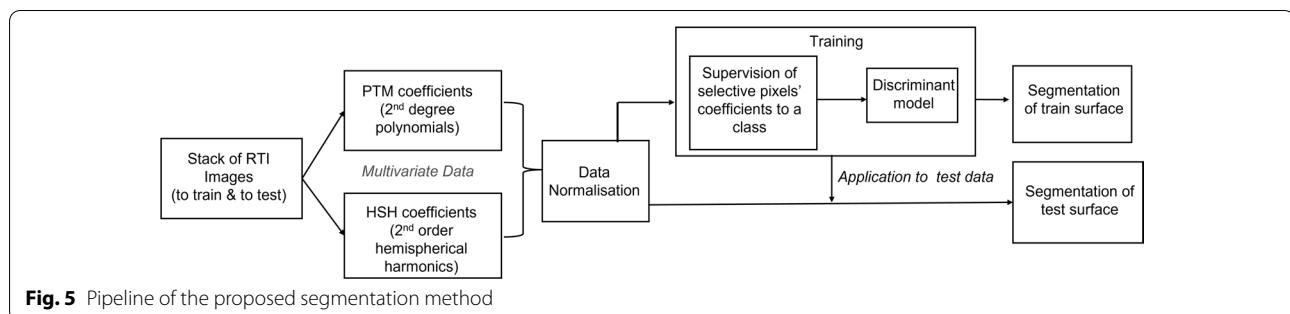 Stack of RTI
Images
(to train & to test)
PTM coefficients
(2nd degree
polynomials)
Multivariate Data
HSH coefficients
(2nd order
hemispherical
harmonics)
Data
Normalisation
Training
Supervision of
selective pixels'
coefficients to a
class
Discriminant
model
Application to test data
Segmentation
of train surface
Segmentation of
test surface
Fig. 5 Pipeline of the proposed segmentation method